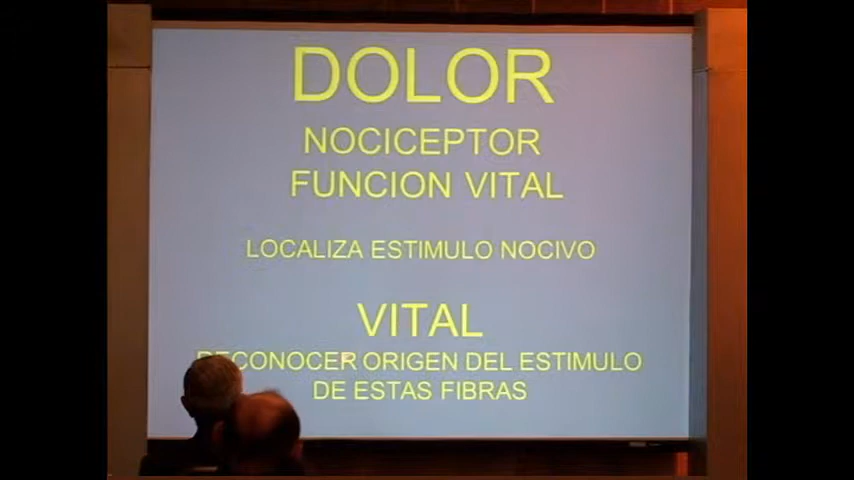 DOLOR
NOCICEPTOR
FUNCION VITAL
LOCALIZA ESTIMULO NOCIVO
VITAL
RECONOCER ORIGEN DEL ESTIMULO
DE ESTAS FIBRAS